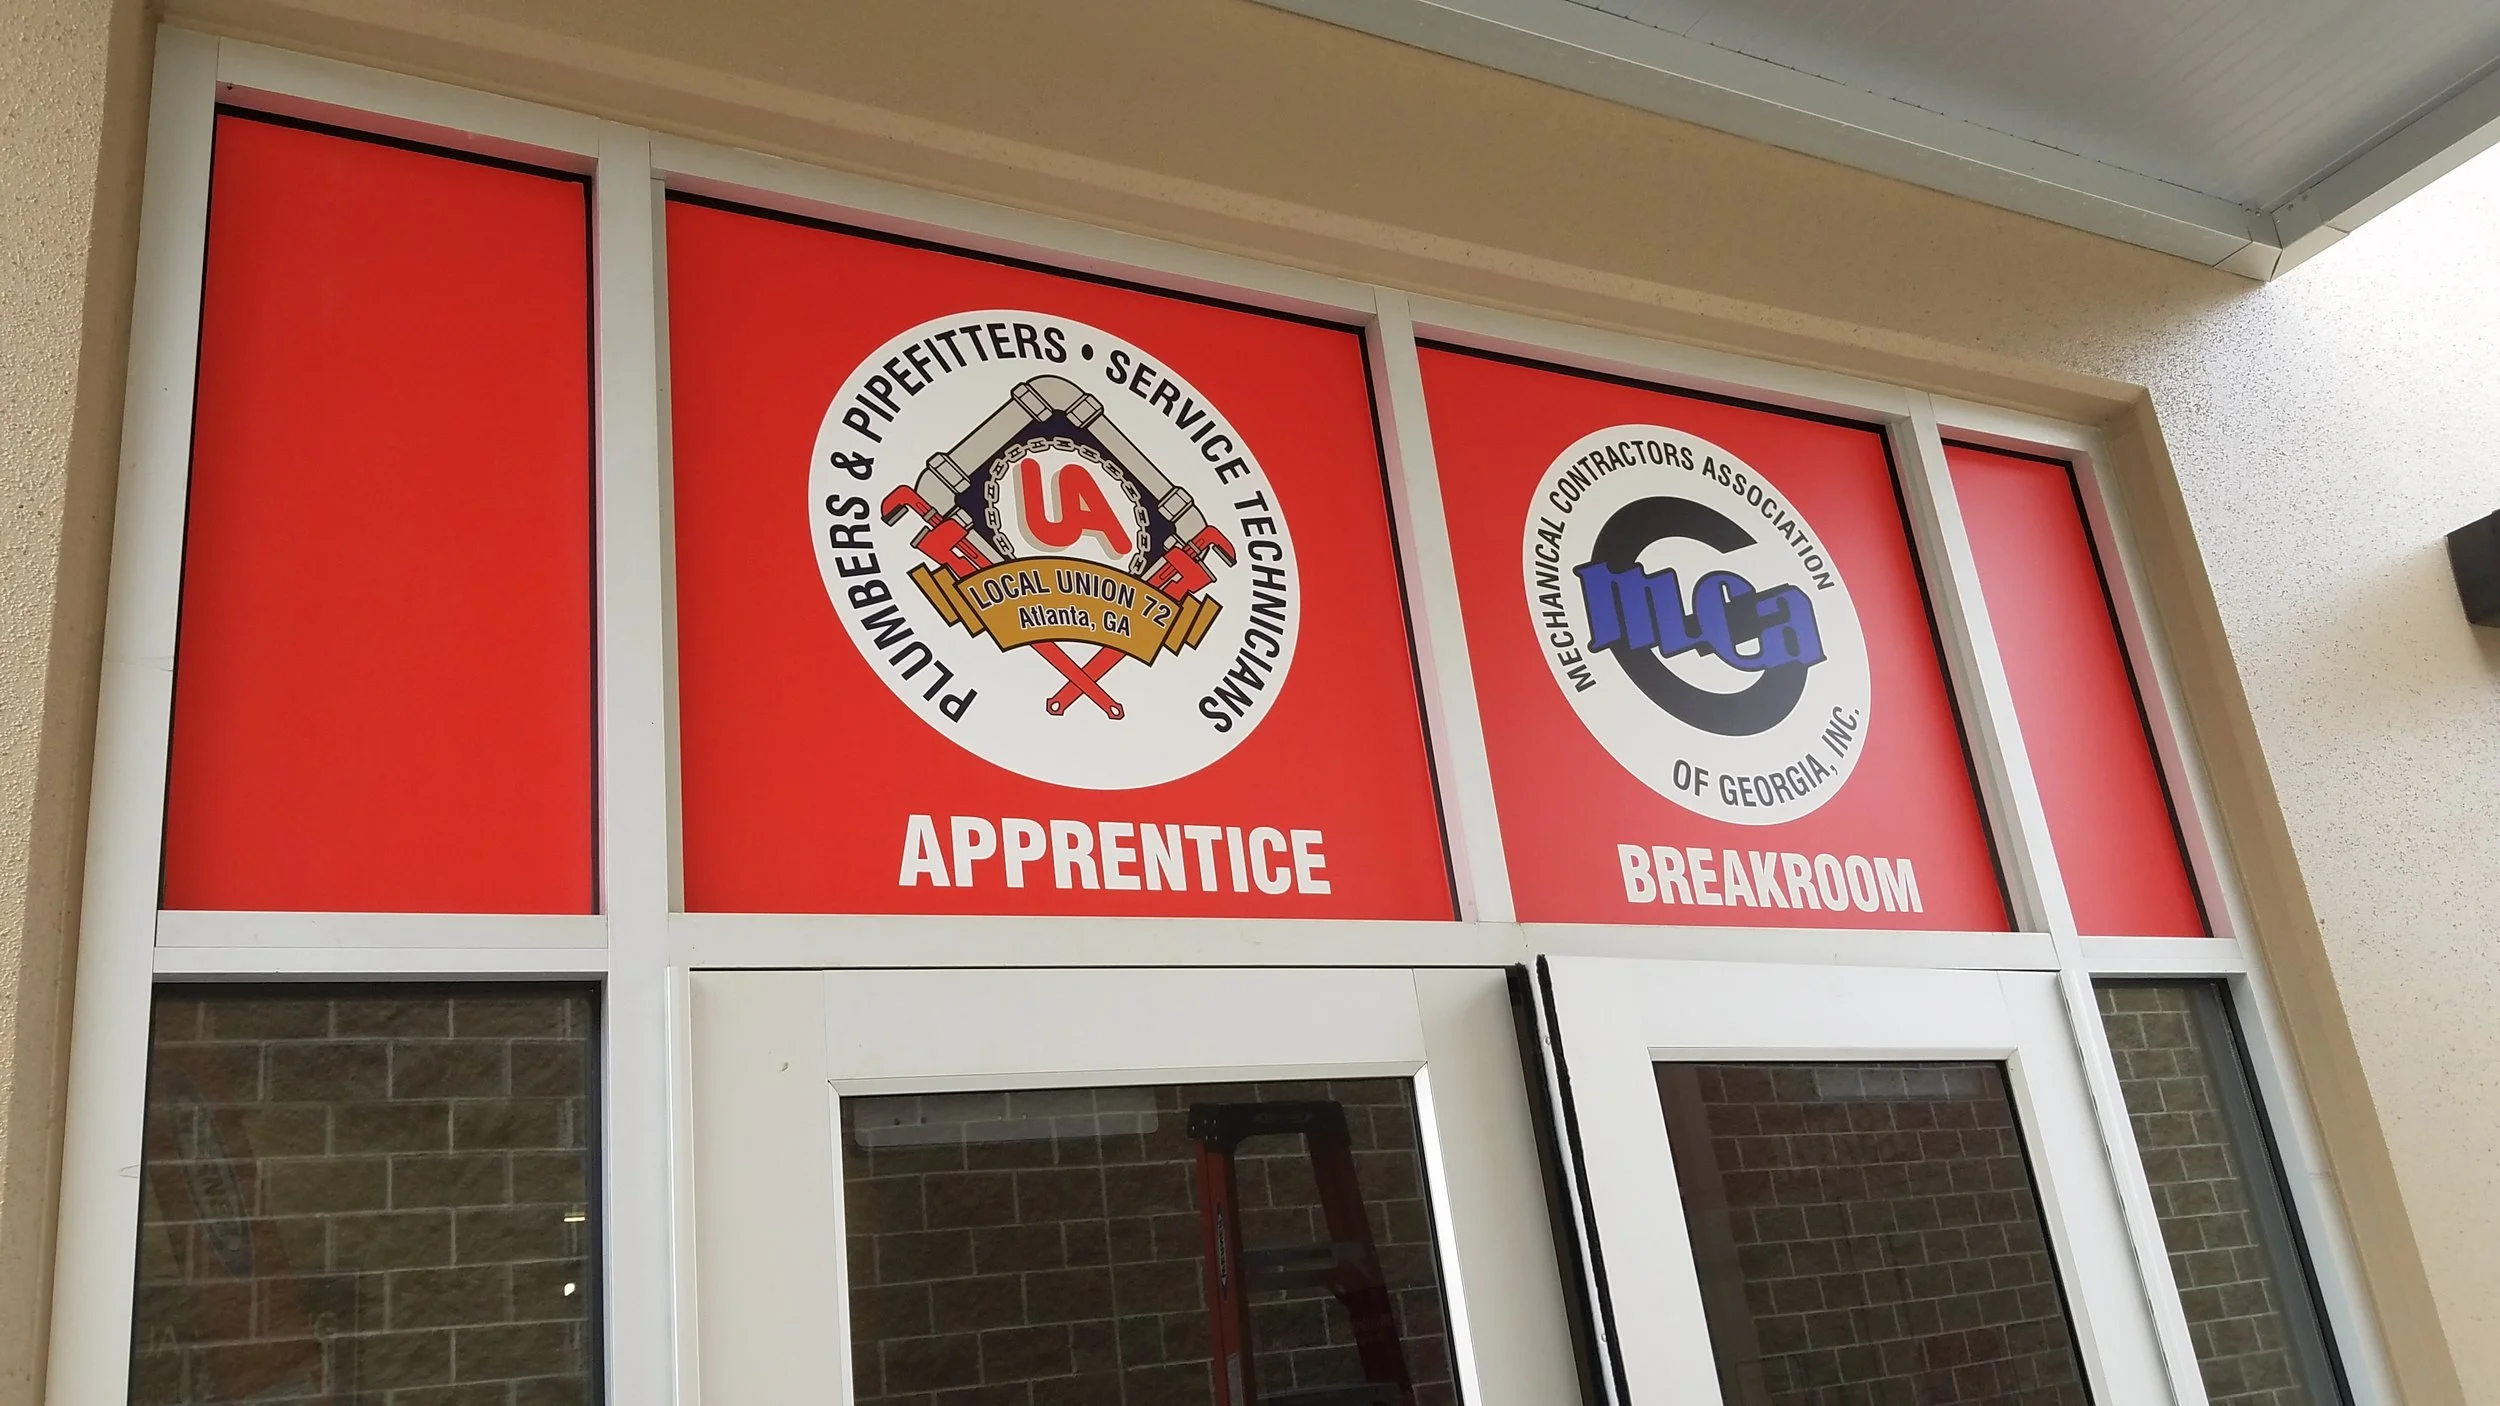 PLUMBERS & PIPEFITTERS • SERVICE TECHNICIANS
UA
LOCAL UNION 72
Atlanta, GA
APPRENTICE
MECHANICAL CONTRACTORS ASSOCIATION
mca
OF GEORGIA, INC.
BREAKROOM